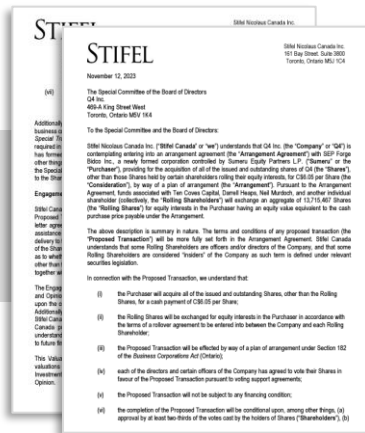 STIFEL
Stifel Nicolaus Canada Inc.
Stifel Nicolaus Canada Inc.
161 Bay Street, Suite 3800
Toronto, Ontario M5J 1C4
November 12, 2023
The Special Committee of the Board of Directors
Q4 Inc.
469-A King Street West
Toronto, Ontario M5V 1K4
To the Special Committee and the Board of Directors:
Stifel Nicolaus Canada Inc. ("Stifel Canada" or "we") understands that Q4 Inc. (the "Company" or "Q4") is
contemplating entering into an arrangement agreement (the "Arrangement Agreement") with SEP Forge
Bidco Inc., a newly formed corporation controlled by Sumeru Equity Partners L.P. ("Sumeru" or the
"Purchaser"), providing for the acquisition of all of the issued and outstanding shares of Q4 (the "Shares"),
other than those Shares held by certain shareholders rolling their equity interests, for C$6.05 per Share (the
"Consideration"), by way of a plan of arrangement (the "Arrangement"). Pursuant to the Arrangement
Agreement, funds associated with Ten Coves Capital, Darrell Heaps, Neil Murdoch, and another individual
shareholder (collectively, the "Rolling Shareholders") will exchange an aggregate of 13,715,467 Shares
(the "Rolling Shares") for equity interests in the Purchaser having an equity value equivalent to the cash
purchase price payable under the Arrangement.
The above description is summary in nature. The terms and conditions of any proposed transaction (the
"Proposed Transaction") will be more fully set forth in the Arrangement Agreement. Stifel Canada
understands that some Rolling Shareholders are officers and/or directors of the Company, and that some
Rolling Shareholders are considered "insiders" of the Company as such term is defined under relevant
securities legislation.
In connection with the Proposed Transaction, we understand that:
(i) the Purchaser will acquire all of the issued and outstanding Shares, other than the Rolling
Shares, for a cash payment of C$6.05 per Share;
(ii) the Rolling Shares will be exchanged for equity interests in the Purchaser in accordance with
the terms of a rollover agreement to be entered into between the Company and each Rolling
Shareholder;
(iii) the Proposed Transaction will be effected by way of a plan of arrangement under Section 182
of the Business Corporations Act (Ontario);
(iv) each of the directors and certain officers of the Company has agreed to vote their Shares in
favour of the Proposed Transaction pursuant to voting support agreements;
(v) the Proposed Transaction will not be subject to any financing condition;
(vi) the completion of the Proposed Transaction will be conditional upon, among other things, (a)
approval by at least two-thirds of the votes cast by the holders of Shares ("Shareholders"), (b)
(vii)
Additionally
business c
Special Tr
required in
has formed
other things
the Special
to the Shar
Engageme
Stifel Cana
Proposed
letter agree
assistance
delivery to
of the Shar
as to wheth
other than
together wi
The Engag
and Opinio
upon the c
Additionally
Stifel Cana
Canada p
understand
to future fin
This Valua
valuations
Investment
Opinion.